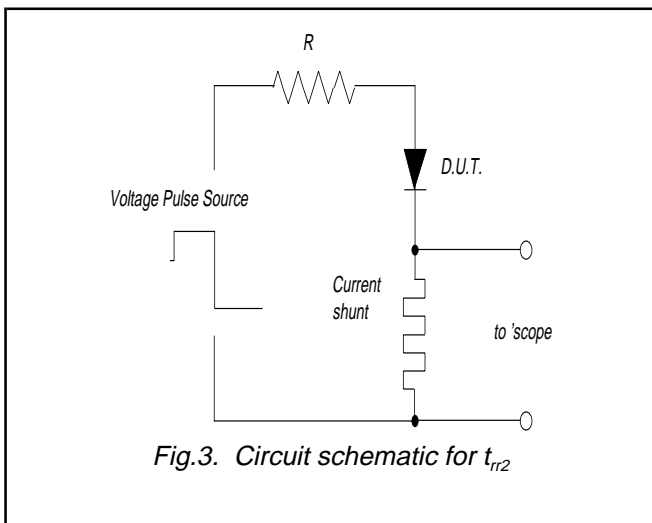 R
D.U.T.
Voltage Pulse Source
Current
shunt
to 'scope
Fig.3. Circuit schematic for trr2